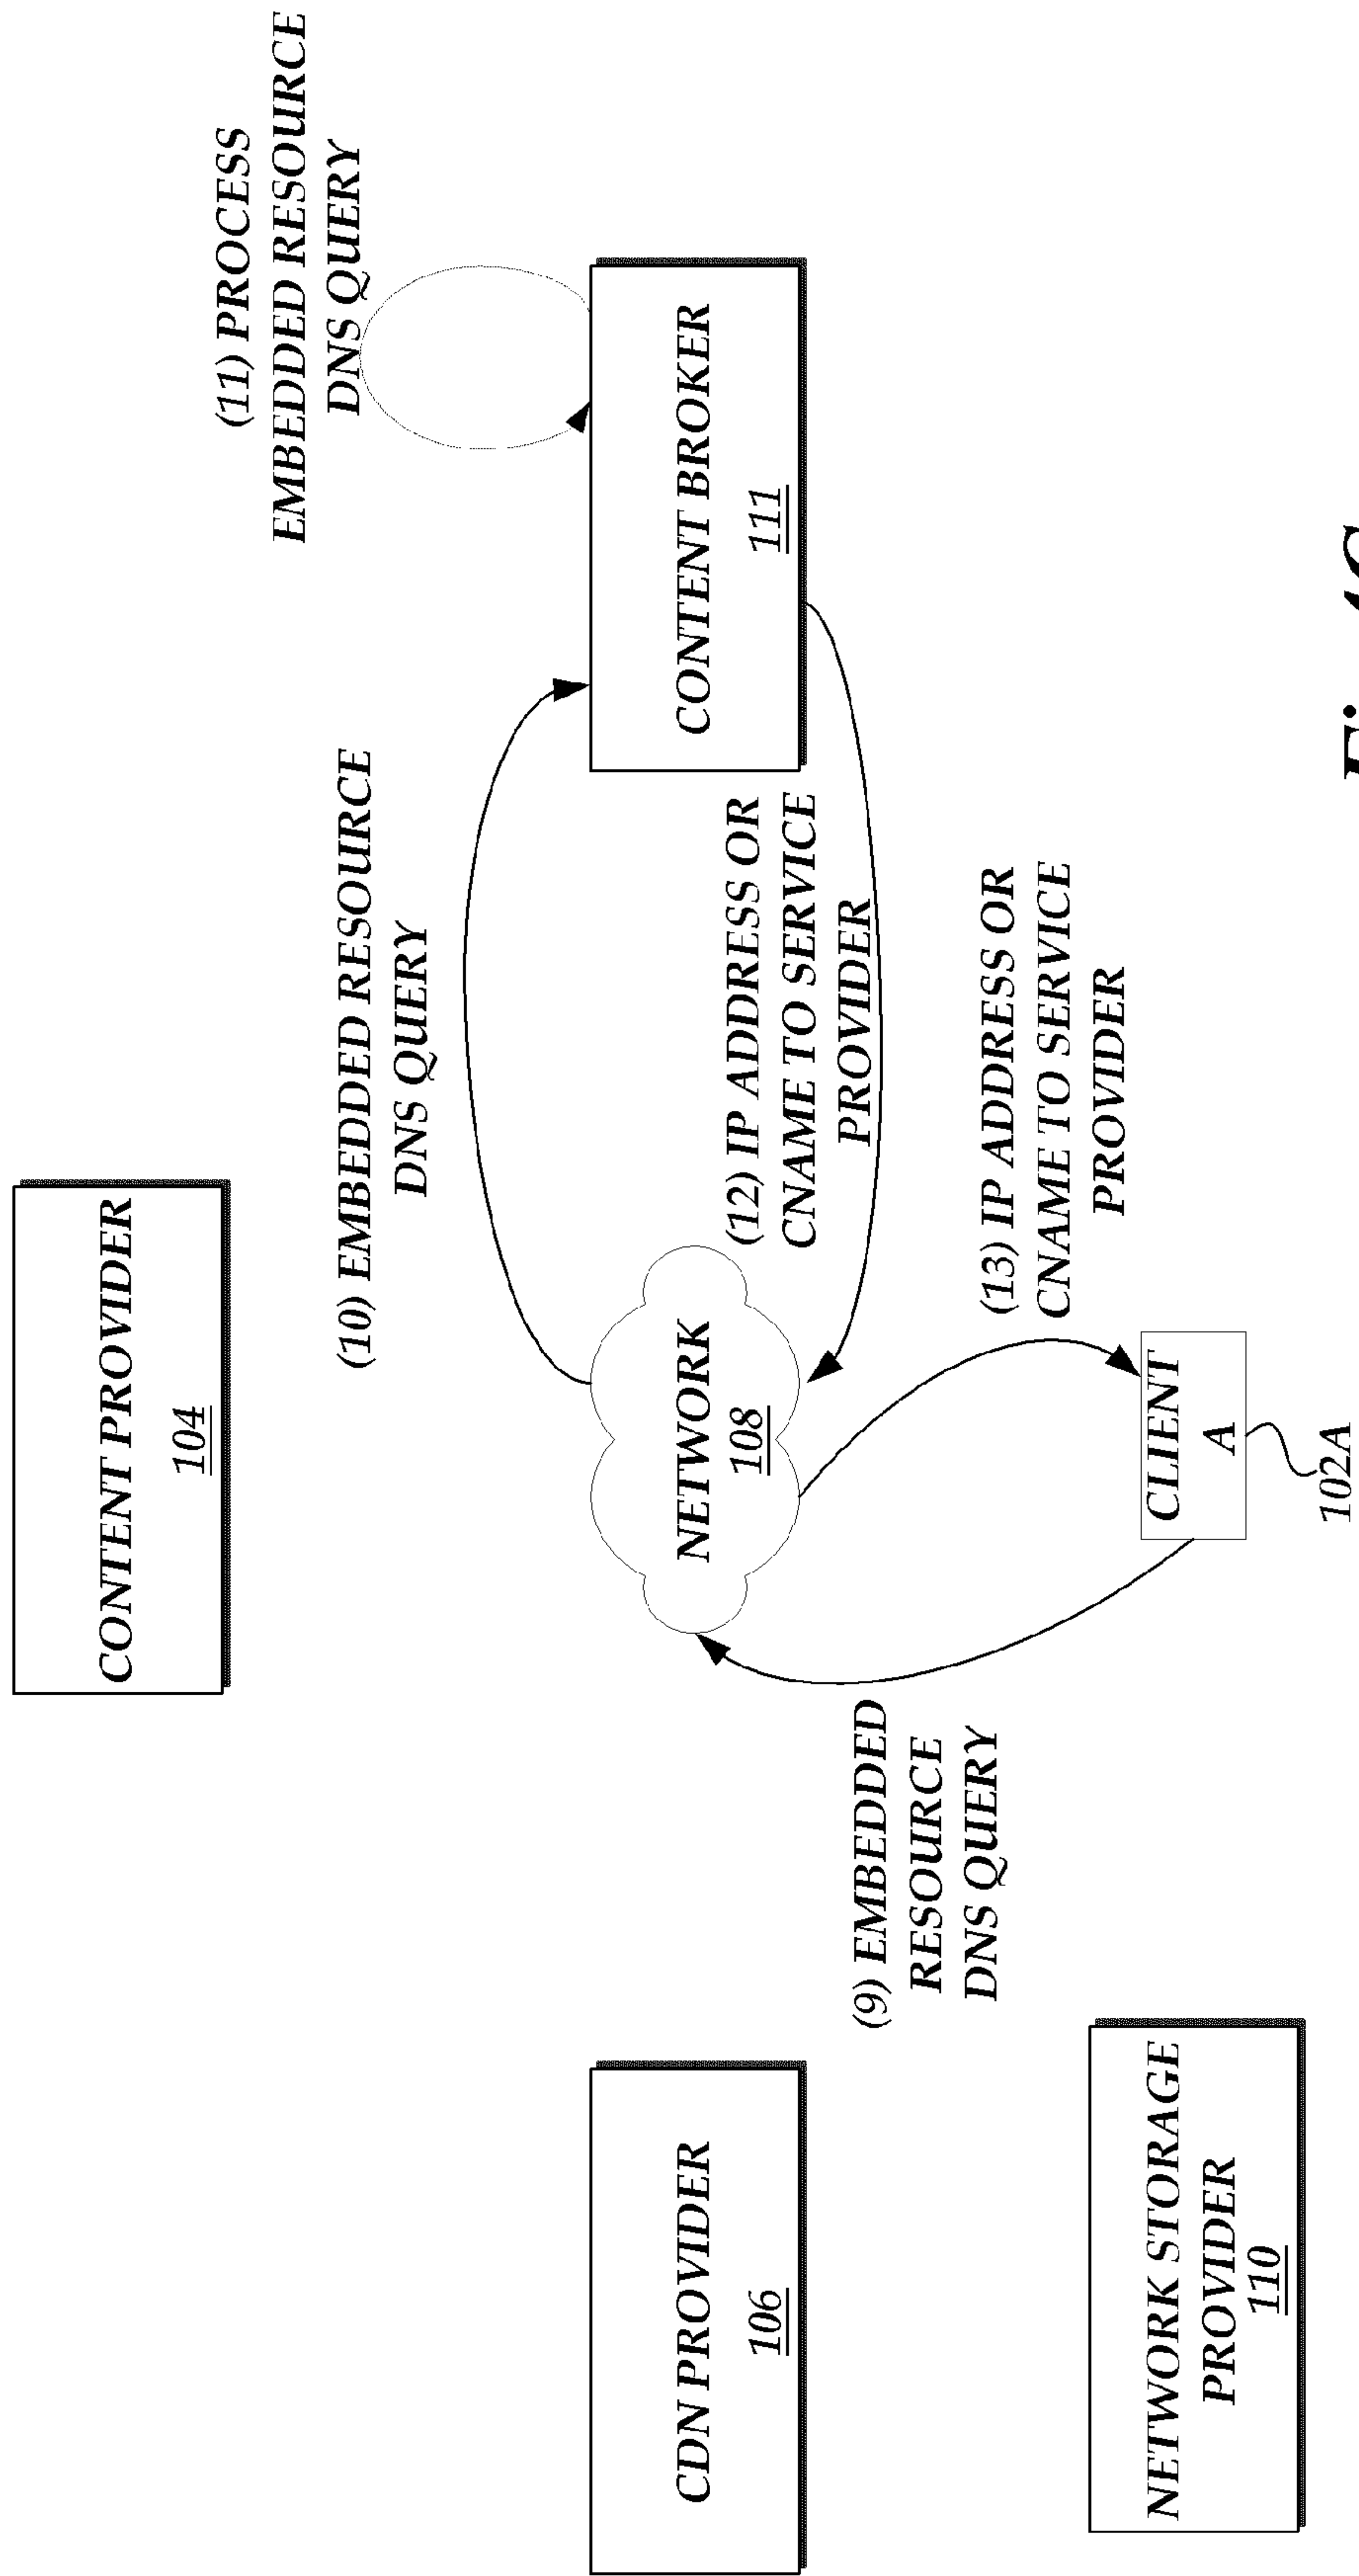 CONTENT PROVIDER
104
(11) PROCESS
EMBEDDED RESOURCE
DNS QUERY
(10) EMBEDDED RESOURCE
DNS QUERY
CDN PROVIDER
106
NETWORK
108
CONTENT BROKER
111
(12) IP ADDRESS OR
CNAME TO SERVICE
PROVIDER
(9) EMBEDDED
RESOURCE
DNS QUERY
(13) IP ADDRESS OR
CNAME TO SERVICE
PROVIDER
NETWORK STORAGE
PROVIDER
110
CLIENT
A
102A